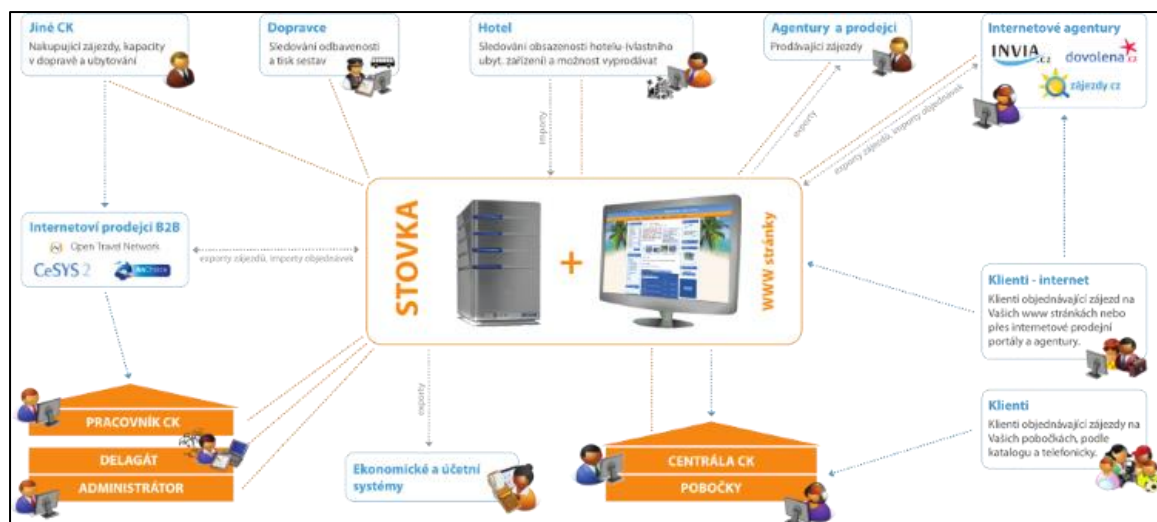 Jiné CK
Nakupující zájezdy, kapacity
v dopravě a ubytování
Dopravce
Sledování odbavenosti
a tisk sestav
Hotel
Sledování obsazenosti hotelu (vlastního
ubyt. zařízení) a možnost vyprodávat
Agentury a prodejci
Prodávající zájezdy
Internetové agentury
INVIA.cz
dovolena.cz
zájezdy cz
importy
exporty
exporty zájezdů, importy objednávek
Internetoví prodejci B2B
Open Travel Network
CeSYS 2
exporty zájezdů, importy objednávek
STOVKA
+
WWW stránky
Klienti - internet
Klienti objednávající zájezd na
Vašich www stránkách nebo
přes internetové prodejní
portály a agentury.
PRACOVNÍK CK
DELAGÁT
ADMINISTRÁTOR
exporty
Ekonomické a účetní
systémy
CENTRÁLA CK
POBOČKY
Klienti
Klienti objednávající zájezdy na
Vašich pobočkách, podle
katalogu a telefonicky.